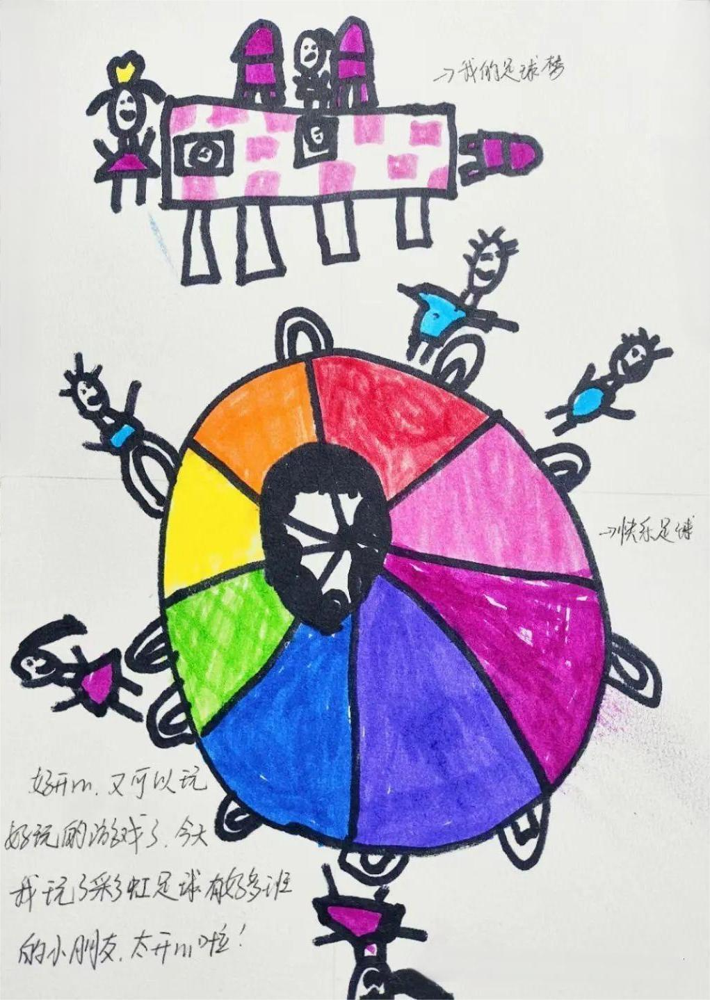 →我的足球梦
→快乐足球
好开心,又可以玩
好玩的游戏了,今天
我玩了彩虹足球有好多班
的小朋友,太开心啦!